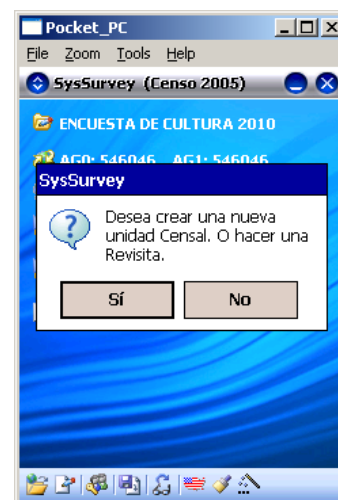 Pocket_PC
File Zoom Tools Help
SysSurvey (Censo 2005)
ENCUESTA DE CULTURA 2010
AG0: 546046 AG1: 546046
SysSurvey
Desea crear una nueva
unidad Censal. O hacer una
Revisita.
Sí No